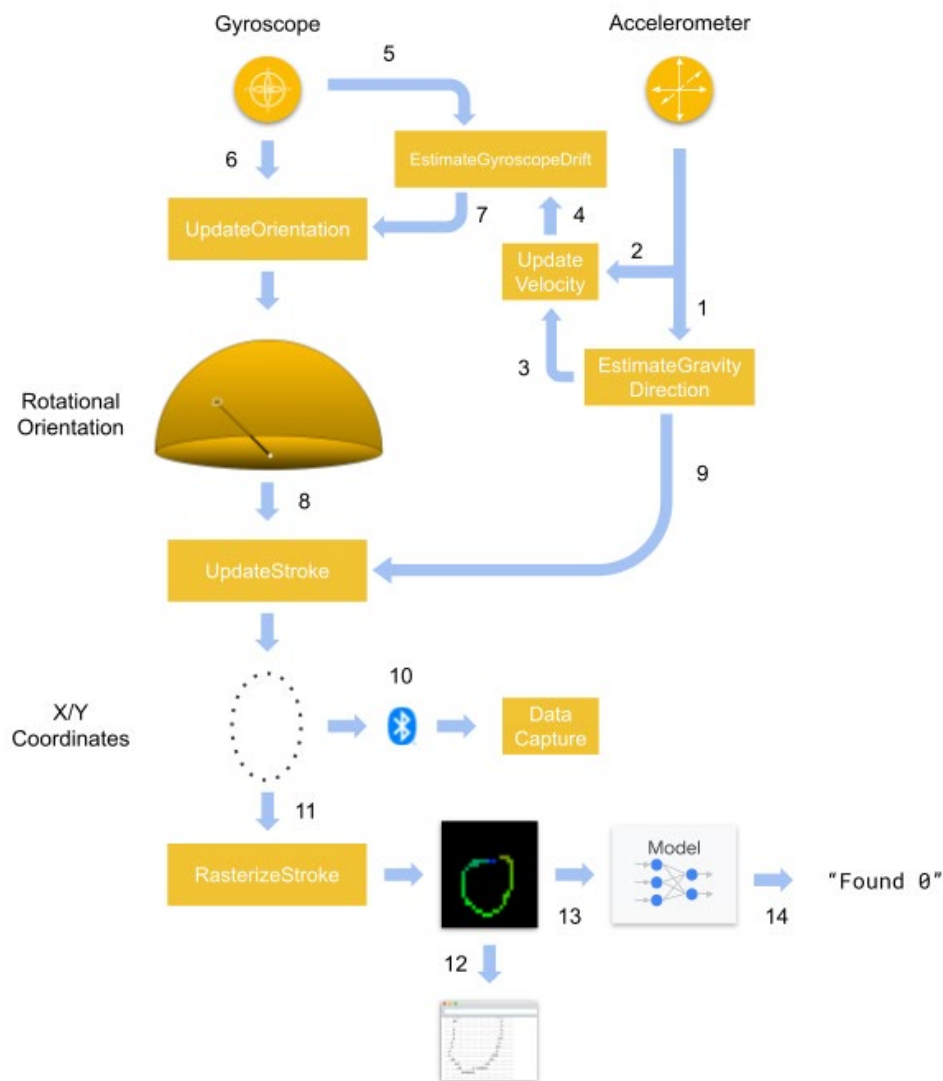 Gyroscope
Accelerometer
5
6
EstimateGyroscopeDrift
7
4
UpdateOrientation
2
Update
Velocity
1
3
EstimateGravity
Direction
Rotational
Orientation
8
9
UpdateStroke
10
X/Y
Coordinates
Data
Capture
11
RasterizeStroke
Model
"Found 0"
13
14
12